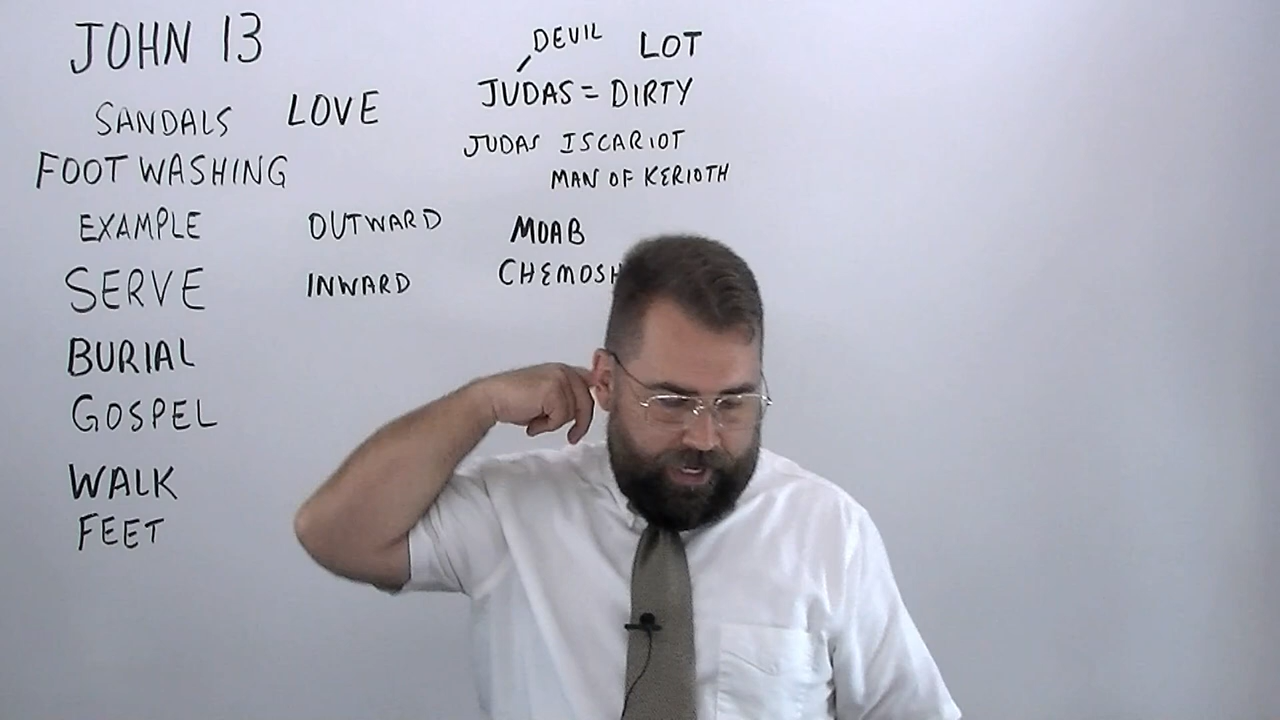 JOHN 13
SANDALS LOVE
FOOT WASHING
EXAMPLE OUTWARD
SERVE INWARD
BURIAL
GOSPEL
WALK
FEET
DEVIL LOT
JUDAS = DIRTY
JUDAS ISCARIOT
MAN OF KERIOTH
MOAB
CHEMOSH